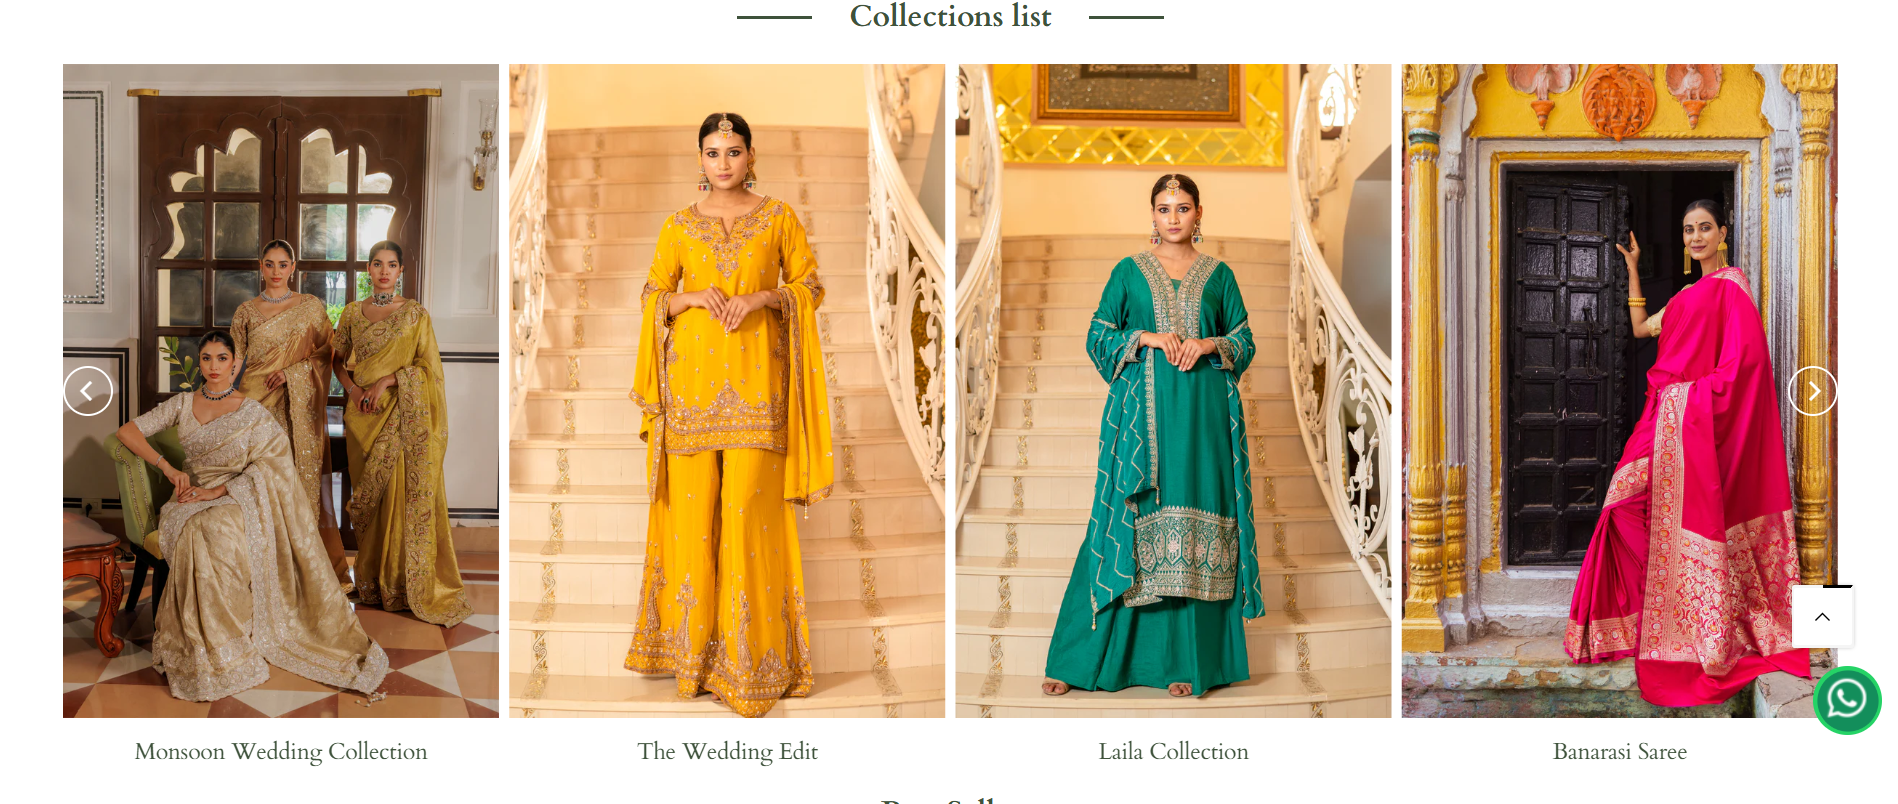 Collections list
Monsoon Wedding Collection
The Wedding Edit
Laila Collection
Banarasi Saree